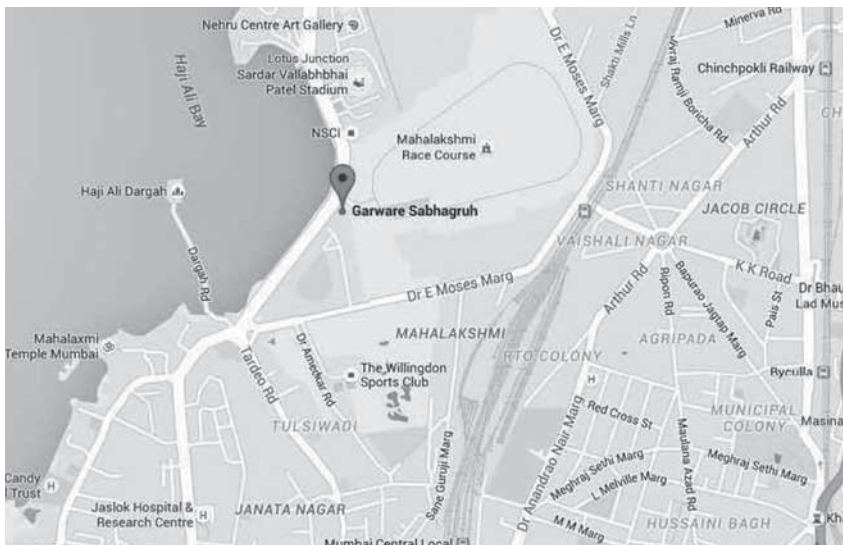 Nehru Centre Art Gallery
Lotus Junction
Sardar Vallabhbhai
Patel Stadium
NSCI
Haji Ali Bay
Mahalakshmi
Race Course
Dr E Moses Marg
Shakti Mills Ln
Minerva Rd
Chinchpokli Railway
Arthur Rd
CH
Haji Ali Dargah
Garware Sabhagruh
SHANTI NAGAR
JACOB CIRCLE
VAISHALI NAGAR
Dargah Rd
K K Road
Dr E Moses Marg
Arthur Rd
Ripon Rd
Bapurao Jagtap Marg
Pais St
Dr Bhau
Lad Mus
Mahalaxmi
Temple Mumbai
MAHALAKSHMI
AGRIPADA
RTO COLONY
Tardeo Rd
Dr Amedkar Rd
The Willingdon
Sports Club
Byculla
TULSIWADI
Red Cross St
MUNICIPAL
COLONY
Masina
Sane Guruji Marg
Dr Anandrao Nair Marg
Maulana Azad Rd
Meghraj Sethi Marg
Meghraj Sethi Marg
L Melville Marg
Candy
l Trust
H
H
H
Jaslok Hospital &
Research Centre
JANATA NAGAR
M M Marg
HUSSAINI BAGH
Kh
Mumbai Central Local